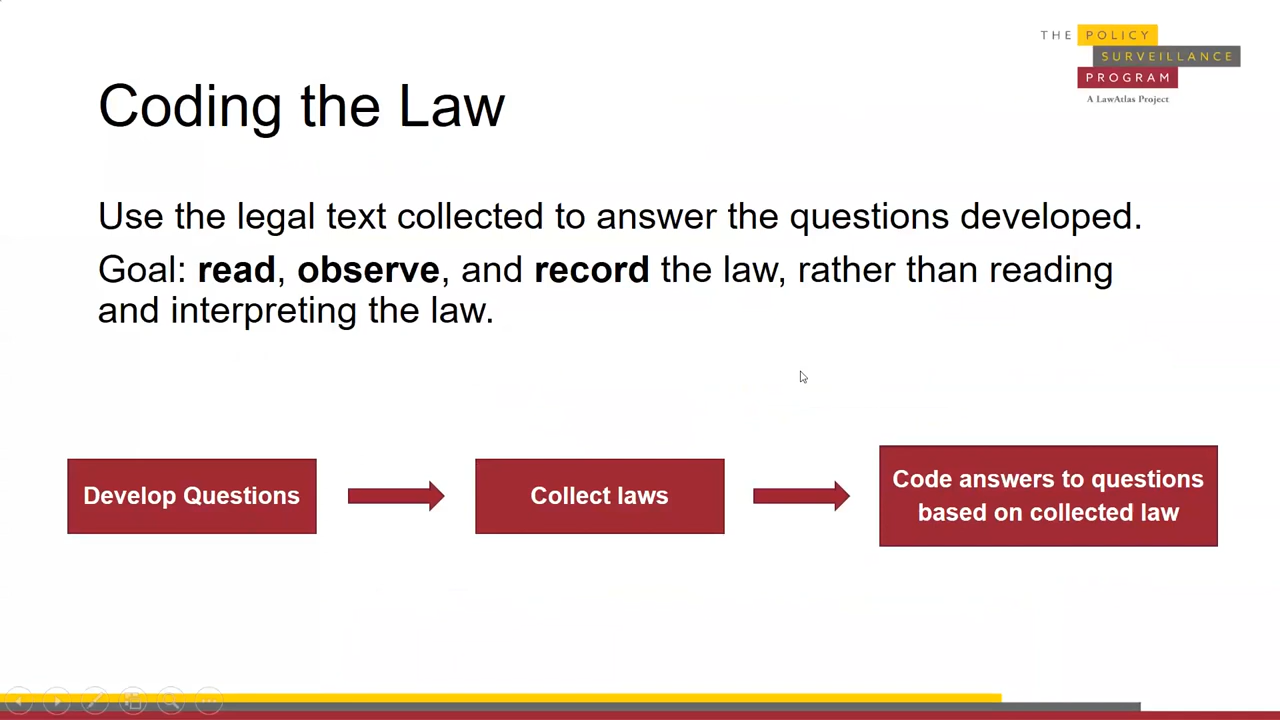 THE POLICY
SURVEILLANCE
PROGRAM
A LawAtlas Project
Coding the Law
Use the legal text collected to answer the questions developed.
Goal: read, observe, and record the law, rather than reading
and interpreting the law.
Develop Questions
Collect laws
Code answers to questions
based on collected law